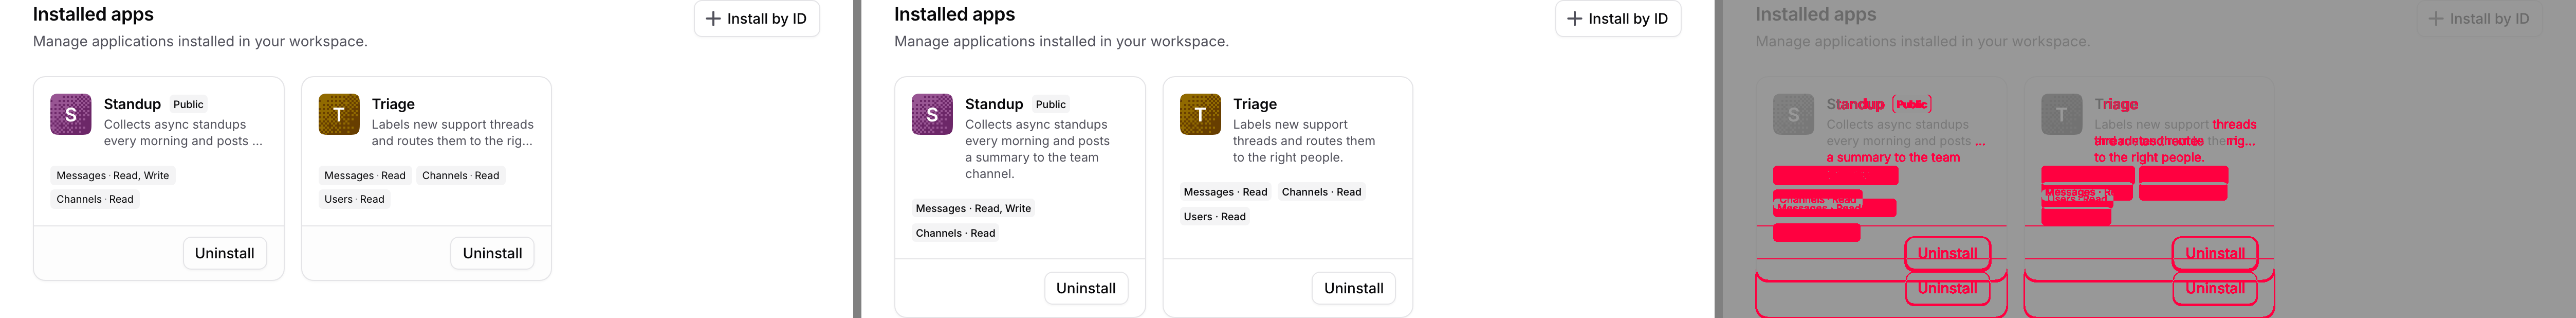 Installed apps
Manage applications installed in your workspace.
+ Install by ID
S
Standup Public
Collects async standups
every morning and posts ...
Messages · Read, Write
Channels · Read
Uninstall
T
Triage
Labels new support threads
and routes them to the rig...
Messages · Read Channels · Read
Users · Read
Uninstall
Installed apps
Manage applications installed in your workspace.
+ Install by ID
S
Standup Public
Collects async standups
every morning and posts
a summary to the team
channel.
Messages · Read, Write
Channels · Read
Uninstall
T
Triage
Labels new support
threads and routes them
to the right people.
Messages · Read Channels · Read
Users · Read
Uninstall
Installed apps
Manage applications installed in your workspace.
+ Install by ID
S
Standup Public
Collects async standups
every morning and posts ...
a summary to the team
Uninstall
Uninstall
T
Triage
Labels new support threads
to the right people.
Uninstall
Uninstall